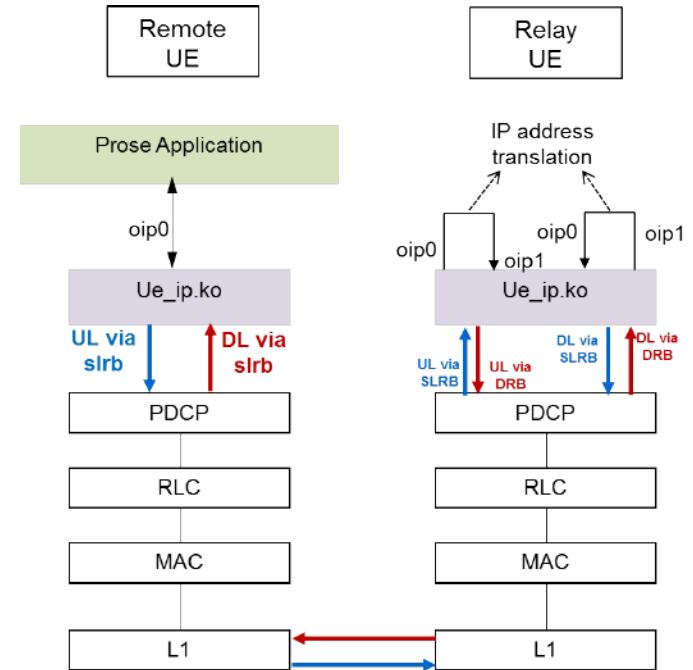 Remote
UE
Relay
UE
Prose Application
IP address
translation
oip0
oip0
oip1
oip0
oip1
Ue_ip.ko
Ue_ip.ko
UL via
slrb
DL via
slrb
UL via
SLRB
UL via
DRB
DL via
SLRB
DL via
DRB
PDCP
PDCP
RLC
RLC
MAC
MAC
L1
L1